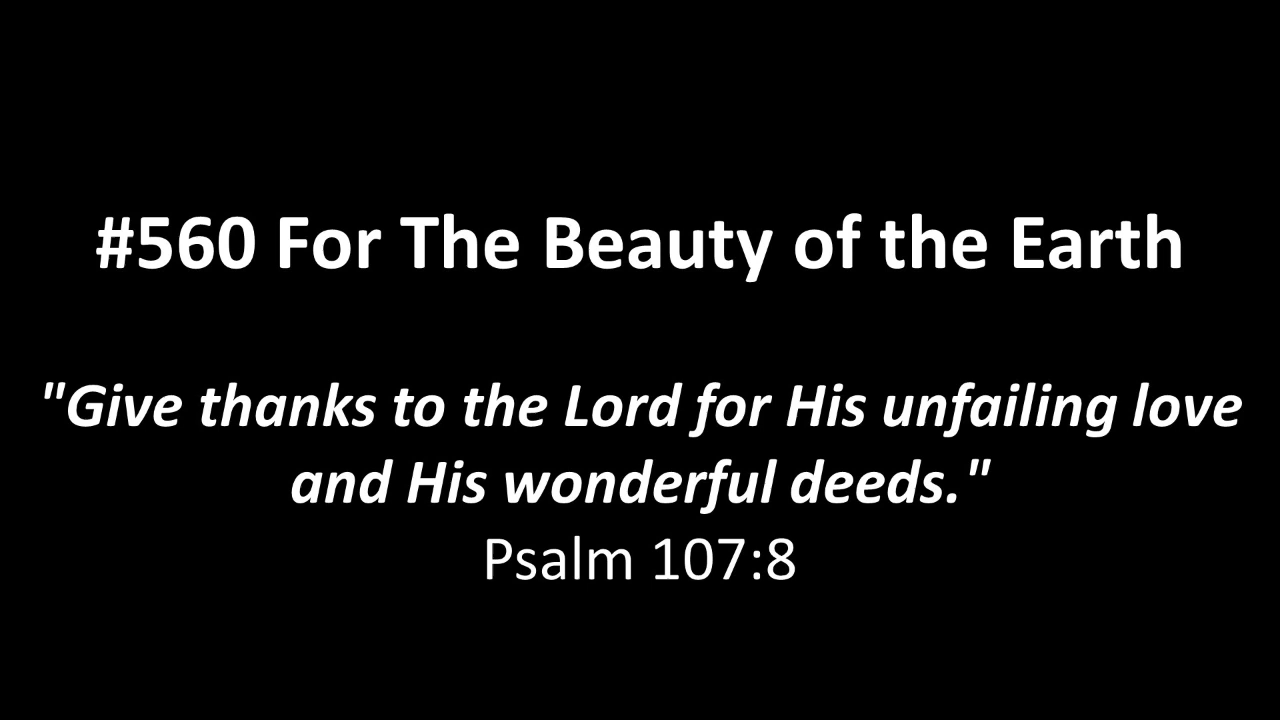 #560 For The Beauty of the Earth
"Give thanks to the Lord for His unfailing love
and His wonderful deeds."
Psalm 107:8